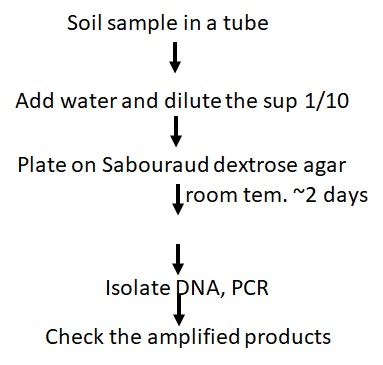 Soil sample in a tube
Add water and dilute the sup 1/10
Plate on Sabouraud dextrose agar
room tem. ~2 days
Isolate DNA, PCR
Check the amplified products